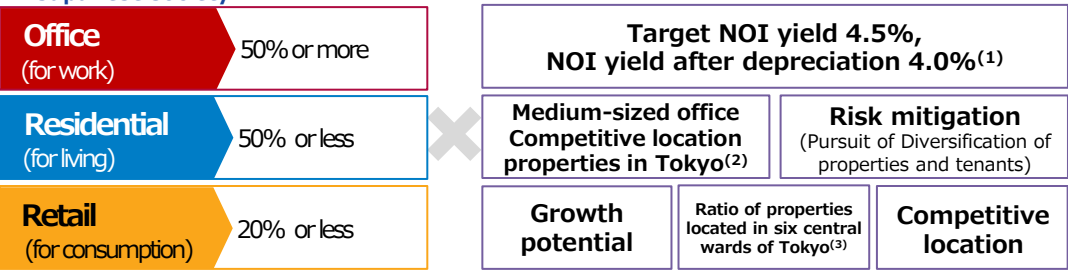 Office
(for work)
50% or more
Residential
(for living)
50% or less
Retail
(for consumption)
20% or less
Target NOI yield 4.5%,
NOI yield after depreciation 4.0%(1)
Medium-sized office
Competitive location
properties in Tokyo(2)
Risk mitigation
(Pursuit of Diversification of
properties and tenants)
Growth
potential
Ratio of properties
located in six central
wards of Tokyo(3)
Competitive
location